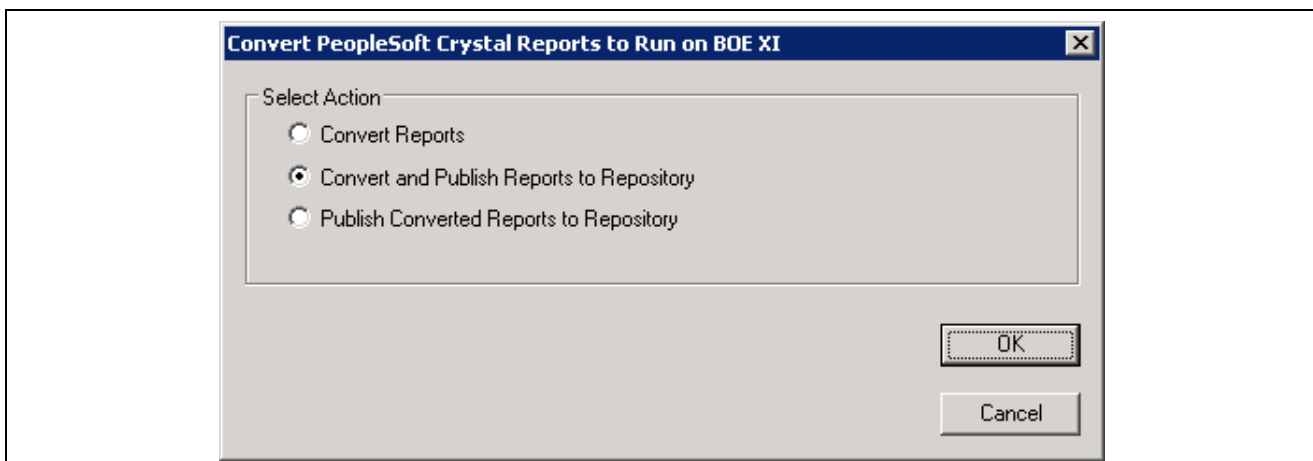 Convert PeopleSoft Crystal Reports to Run on BOE XI
Select Action
Convert Reports
Convert and Publish Reports to Repository
Publish Converted Reports to Repository
OK
Cancel